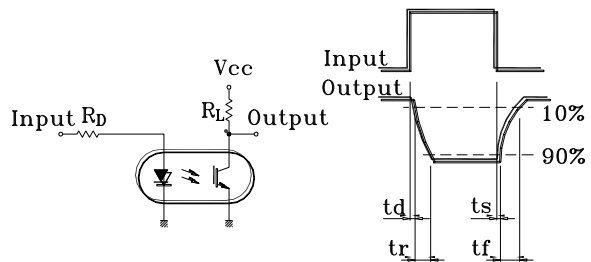 Vcc
Input RD
RL Output
Input
Output
10%
90%
td
ts
tr
tf